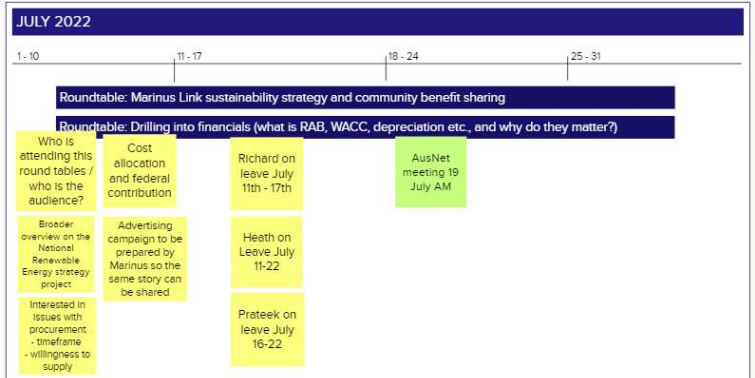 JULY 2022
1 - 10
11 - 17
18 - 24
25 - 31
Roundtable: Marinus Link sustainability strategy and community benefit sharing
Roundtable: Drilling into financials (what is RAB, WACC, depreciation etc., and why do they matter?)
Who is
attending this
round tables /
who is the
audience?
Cost
allocation
and federal
contribution
Richard on
leave July
11th - 17th
AusNet
meeting 19
July AM
Broader
overview on the
National
Renewable
Energy strategy
project
Advertising
campaign to be
prepared by
Marinus so the
same story can
be shared
Heath on
Leave July
11-22
Interested in
issues with
procurement
- timeframe
- willingness to
supply
Prateek on
leave July
16-22